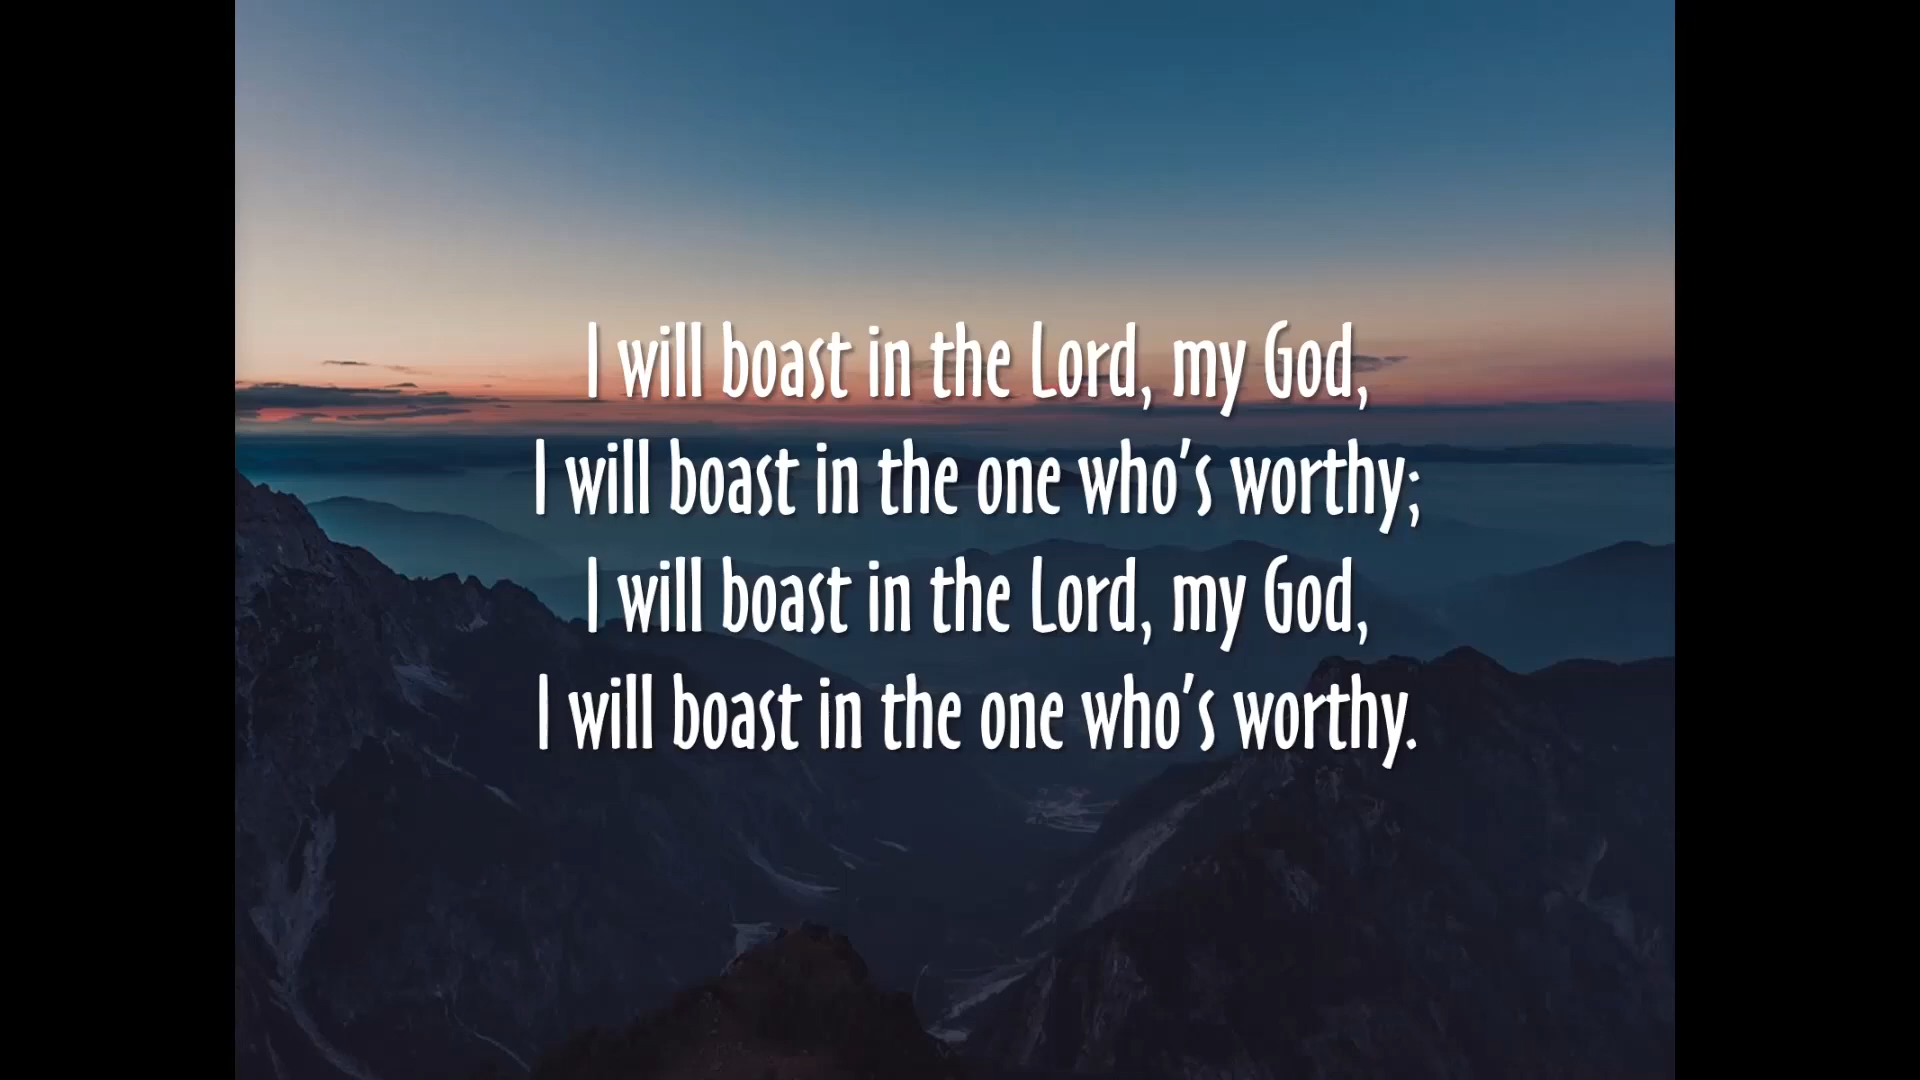 I will boast in the Lord, my God,
I will boast in the one who’s worthy;
I will boast in the Lord, my God,
I will boast in the one who’s worthy.